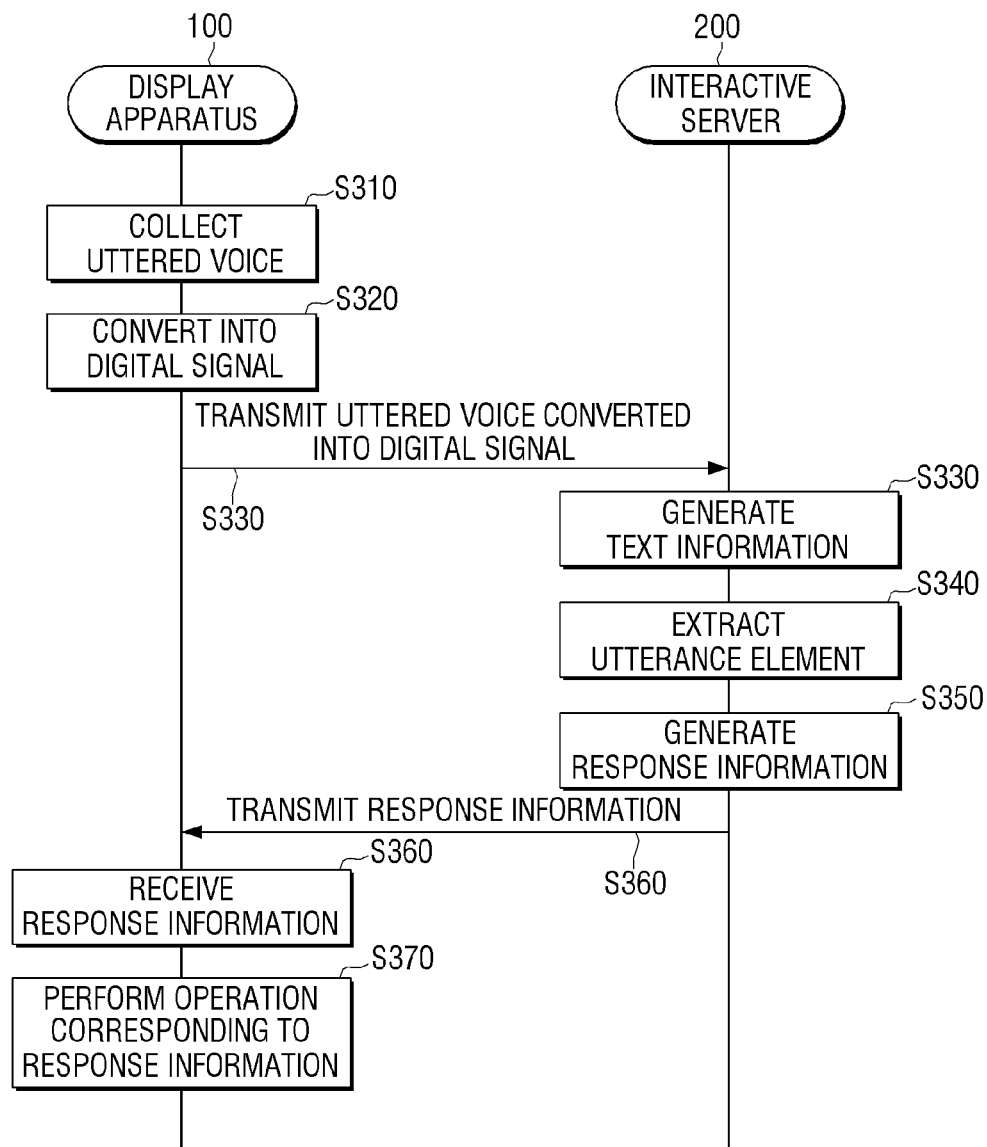 100
200
DISPLAY
APPARATUS
INTERACTIVE
SERVER
S310
COLLECT
UTTERED VOICE
S320
CONVERT INTO
DIGITAL SIGNAL
TRANSMIT UTTERED VOICE CONVERTED
INTO DIGITAL SIGNAL
S330
S330
GENERATE
TEXT INFORMATION
S340
EXTRACT
UTTERANCE ELEMENT
S350
GENERATE
RESPONSE INFORMATION
TRANSMIT RESPONSE INFORMATION
S360
S360
RECEIVE
RESPONSE INFORMATION
S370
PERFORM OPERATION
CORRESPONDING TO
RESPONSE INFORMATION